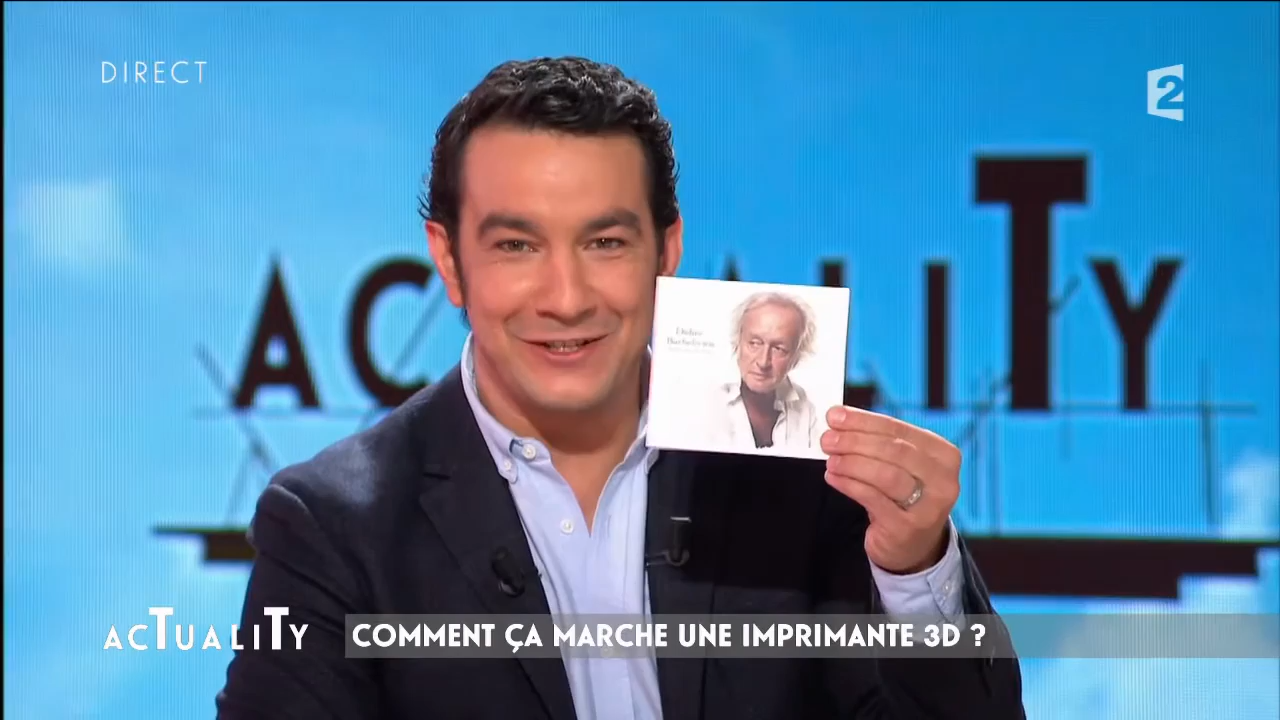 DIRECT
2
ACTUALITY
Didier
Barbelivien
ACTUALITY
COMMENT ÇA MARCHE UNE IMPRIMANTE 3D ?